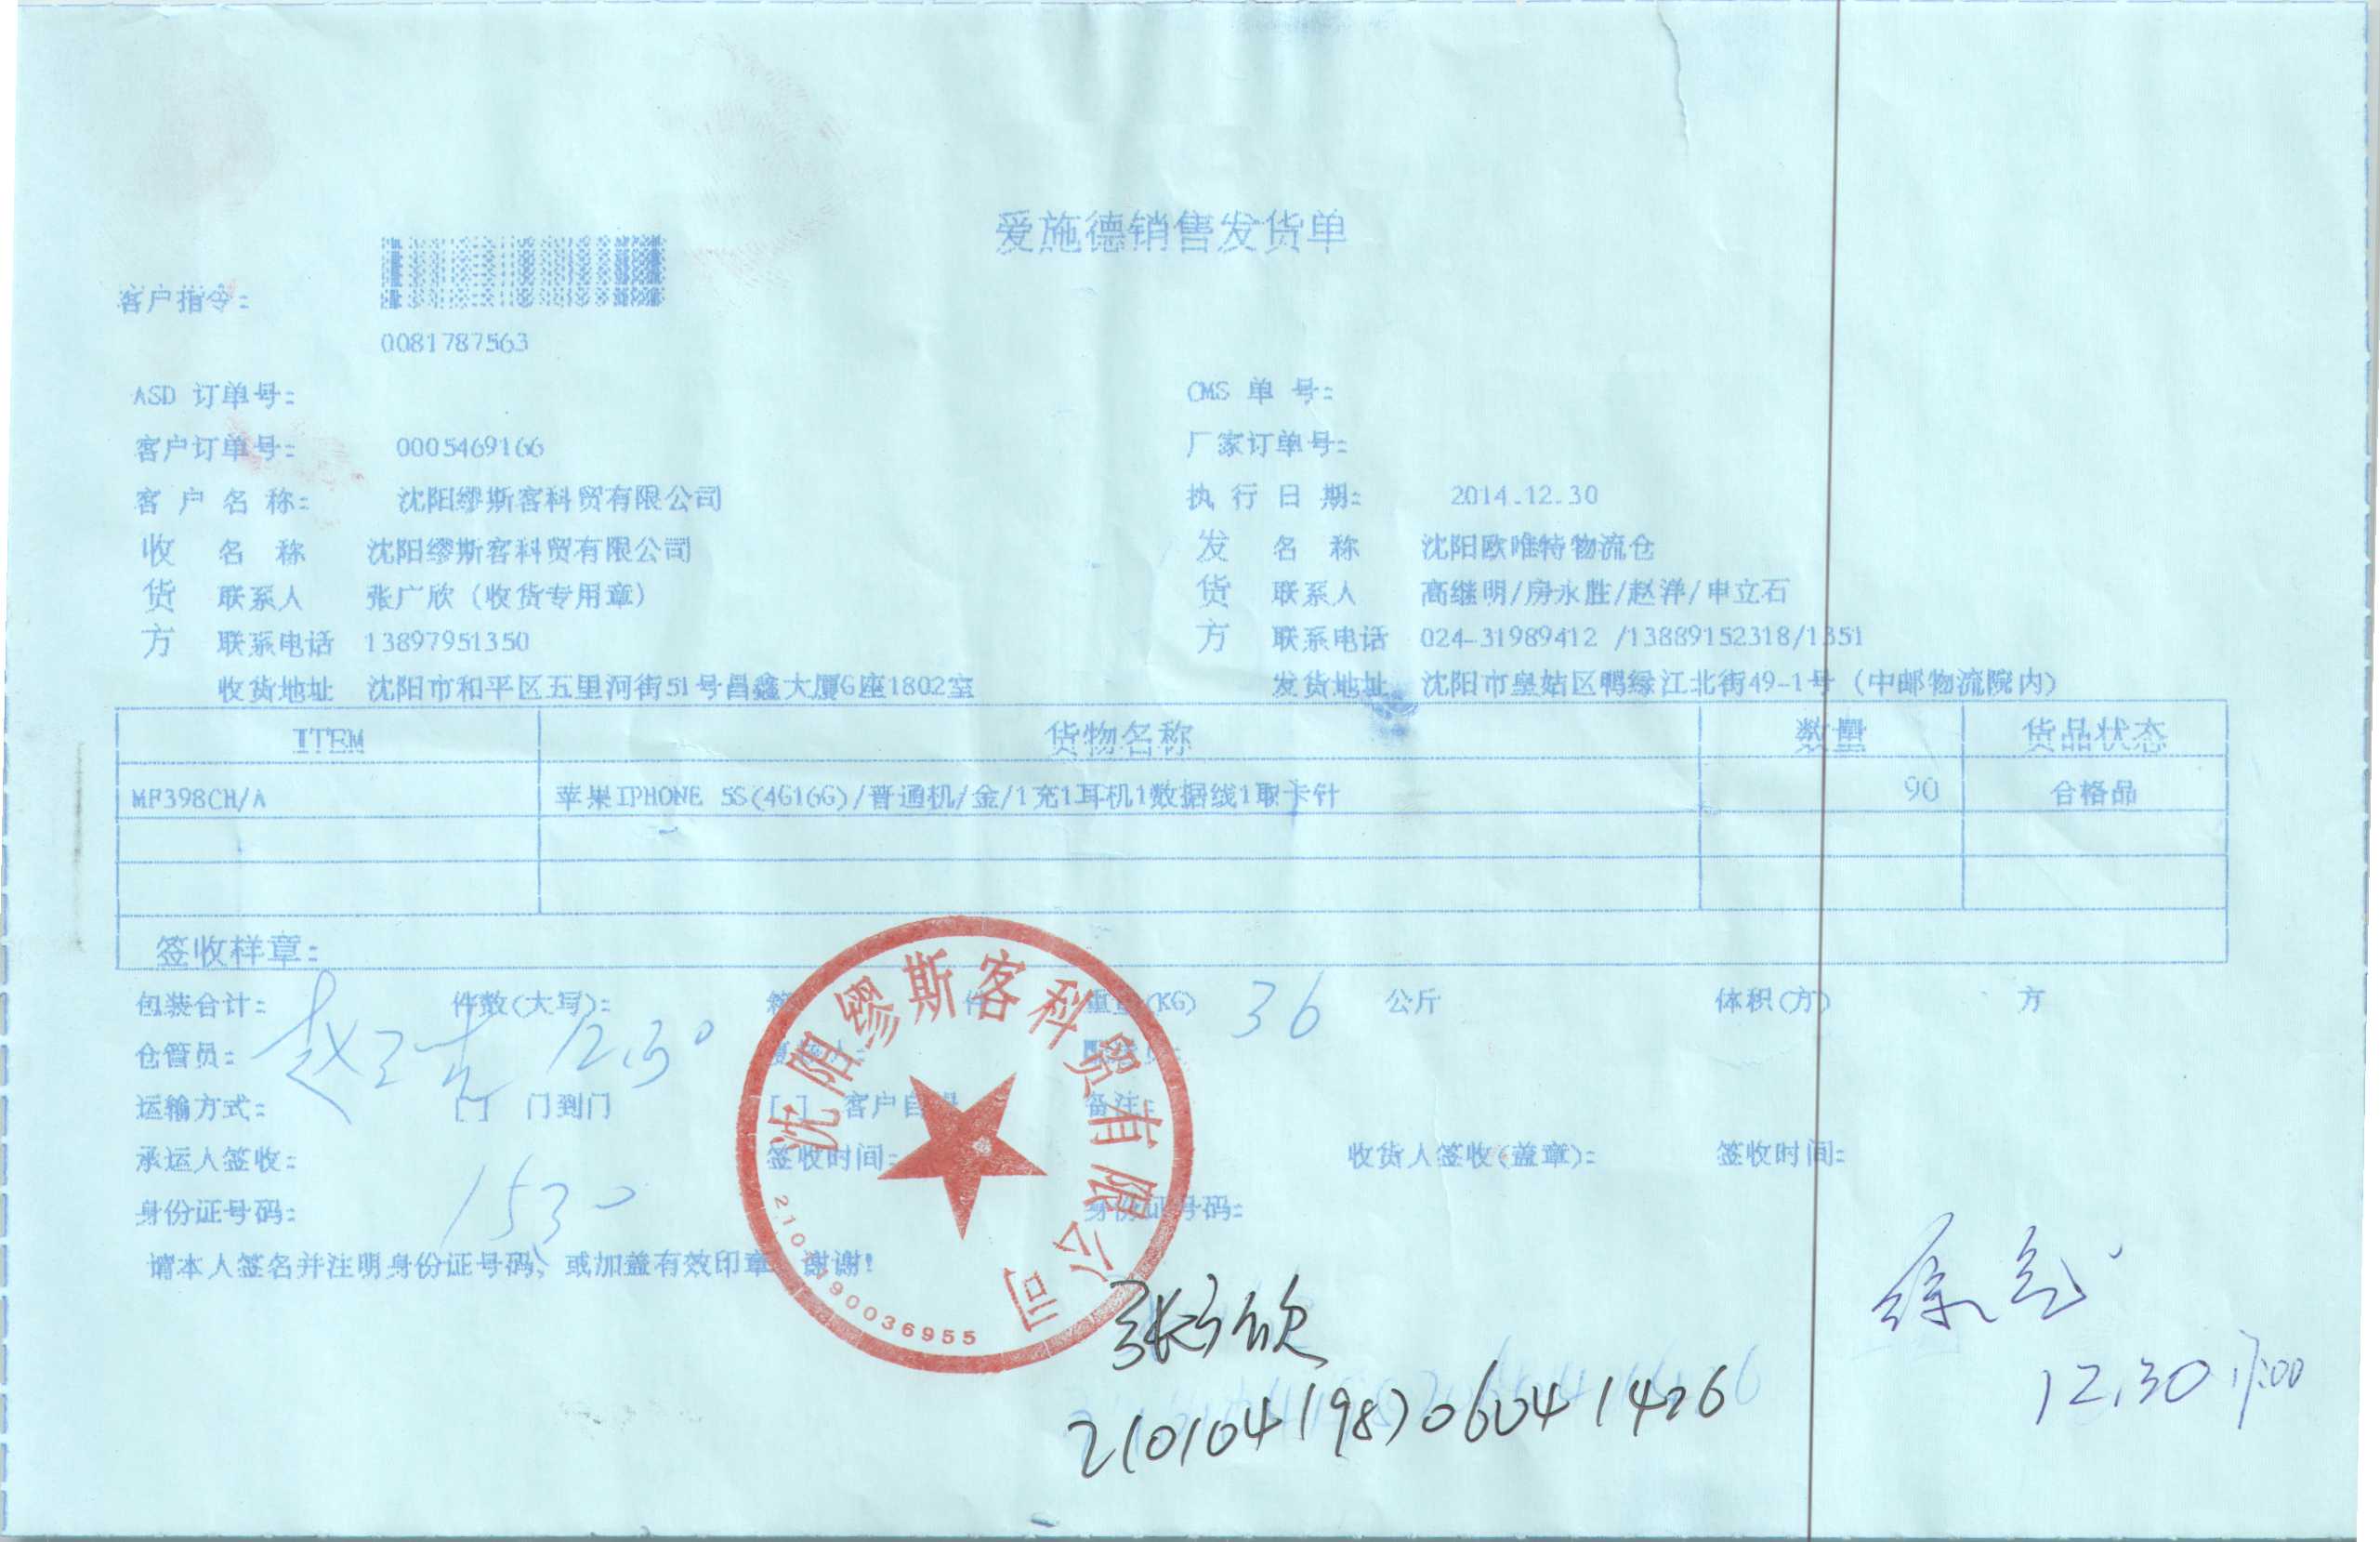 爱施德销售发货单
客户指令:
0081787563
ASD 订单号: CMS 单 号:
客户订单号: 0005469166 厂家订单号:
客 户 名 称: 沈阳缪斯客科贸有限公司 执 行 日 期: 2014.12.30
收 名 称 沈阳缪斯客科贸有限公司 发 名 称 沈阳欧唯特物流仓
货 联系人 张广欣 (收货专用章) 货 联系人 高继明/房永胜/赵洋/申立石
方 联系电话 13897951350 方 联系电话 024-31989412 /13889152318/1351
收货地址 沈阳市和平区五里河街51号昌鑫大厦G座1802室 发货地址 沈阳市皇姑区鸭绿江北街49-1号 (中邮物流院内)
ITEM 货物名称 数量 货品状态
MF398CH/A 苹果IPHONE 5S(4G16G)/普通机/金/1充1耳机1数据线1取卡针 90 合格品
签收样章:
包装合计: 件数(大写): 件 重量(KG) 36 公斤 体积(方) 方
仓管员: 12.30
运输方式: [ ] 门到门 [ ] 客户自 备注:
承运人签收: 签收时间: 收货人签收(盖章): 签收时间:
身份证号码: 1530 身份证号码:
请本人签名并注明身份证号码、或加盖有效印章 谢谢!
沈阳缪斯客科贸有限公司
张广欣
210104198706041426
12.30 17:00